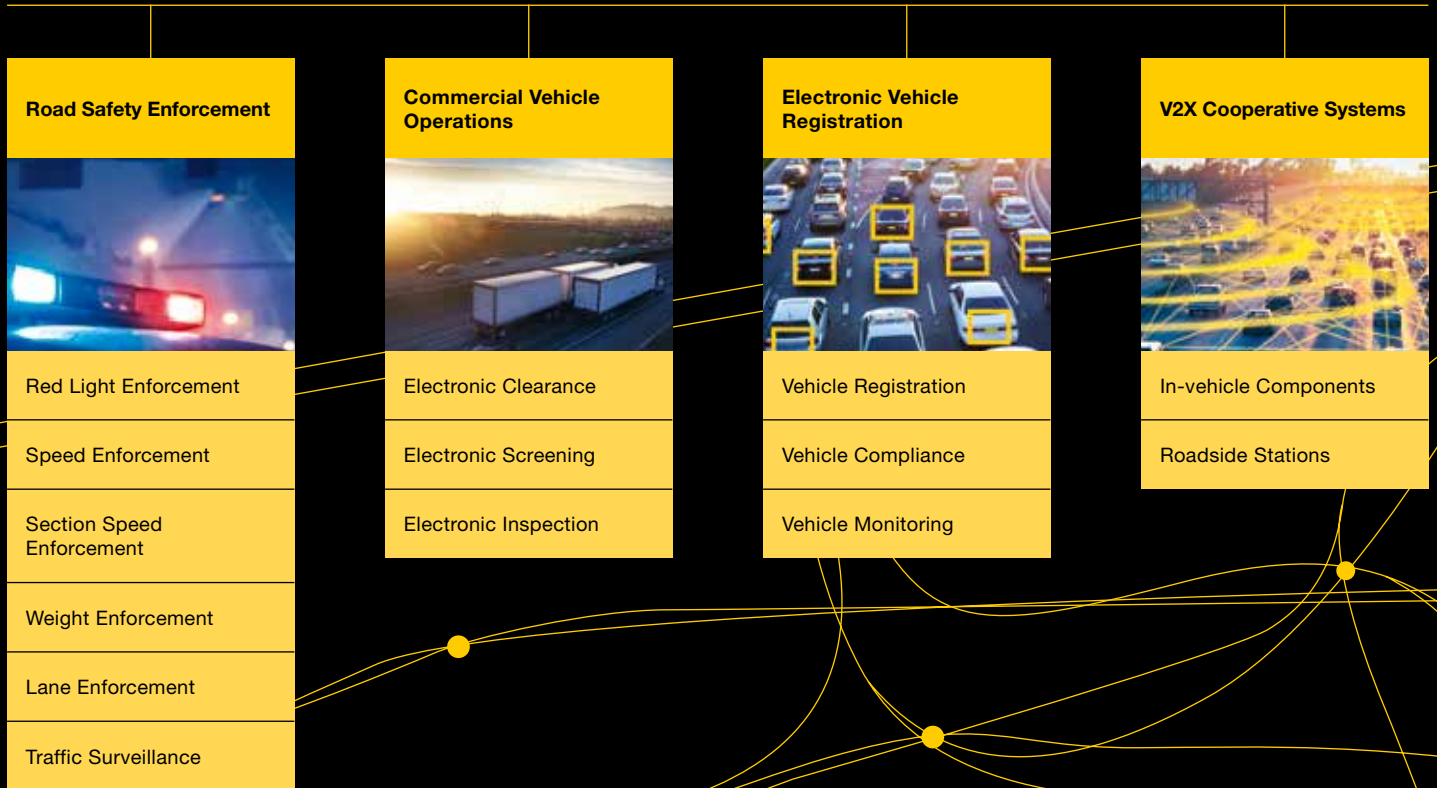 Road Safety Enforcement
Red Light Enforcement
Speed Enforcement
Section Speed
Enforcement
Weight Enforcement
Lane Enforcement
Traffic Surveillance
Commercial Vehicle
Operations
Electronic Clearance
Electronic Screening
Electronic Inspection
Electronic Vehicle
Registration
Vehicle Registration
Vehicle Compliance
Vehicle Monitoring
V2X Cooperative Systems
In-vehicle Components
Roadside Stations